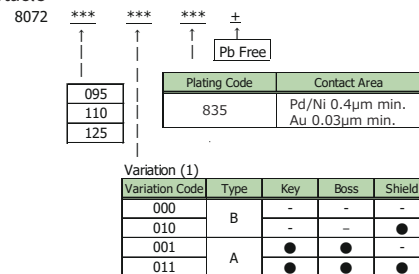 8072 *** *** *** +
Pb Free
Plating Code Contact Area
835 Pd/Ni 0.4μm min.
Au 0.03μm min.
095
110
125
Variation (1)
Variation Code Type Key Boss Shield
000 B - - -
010 - – ●
001 A ● ● -
011 ● ● ●